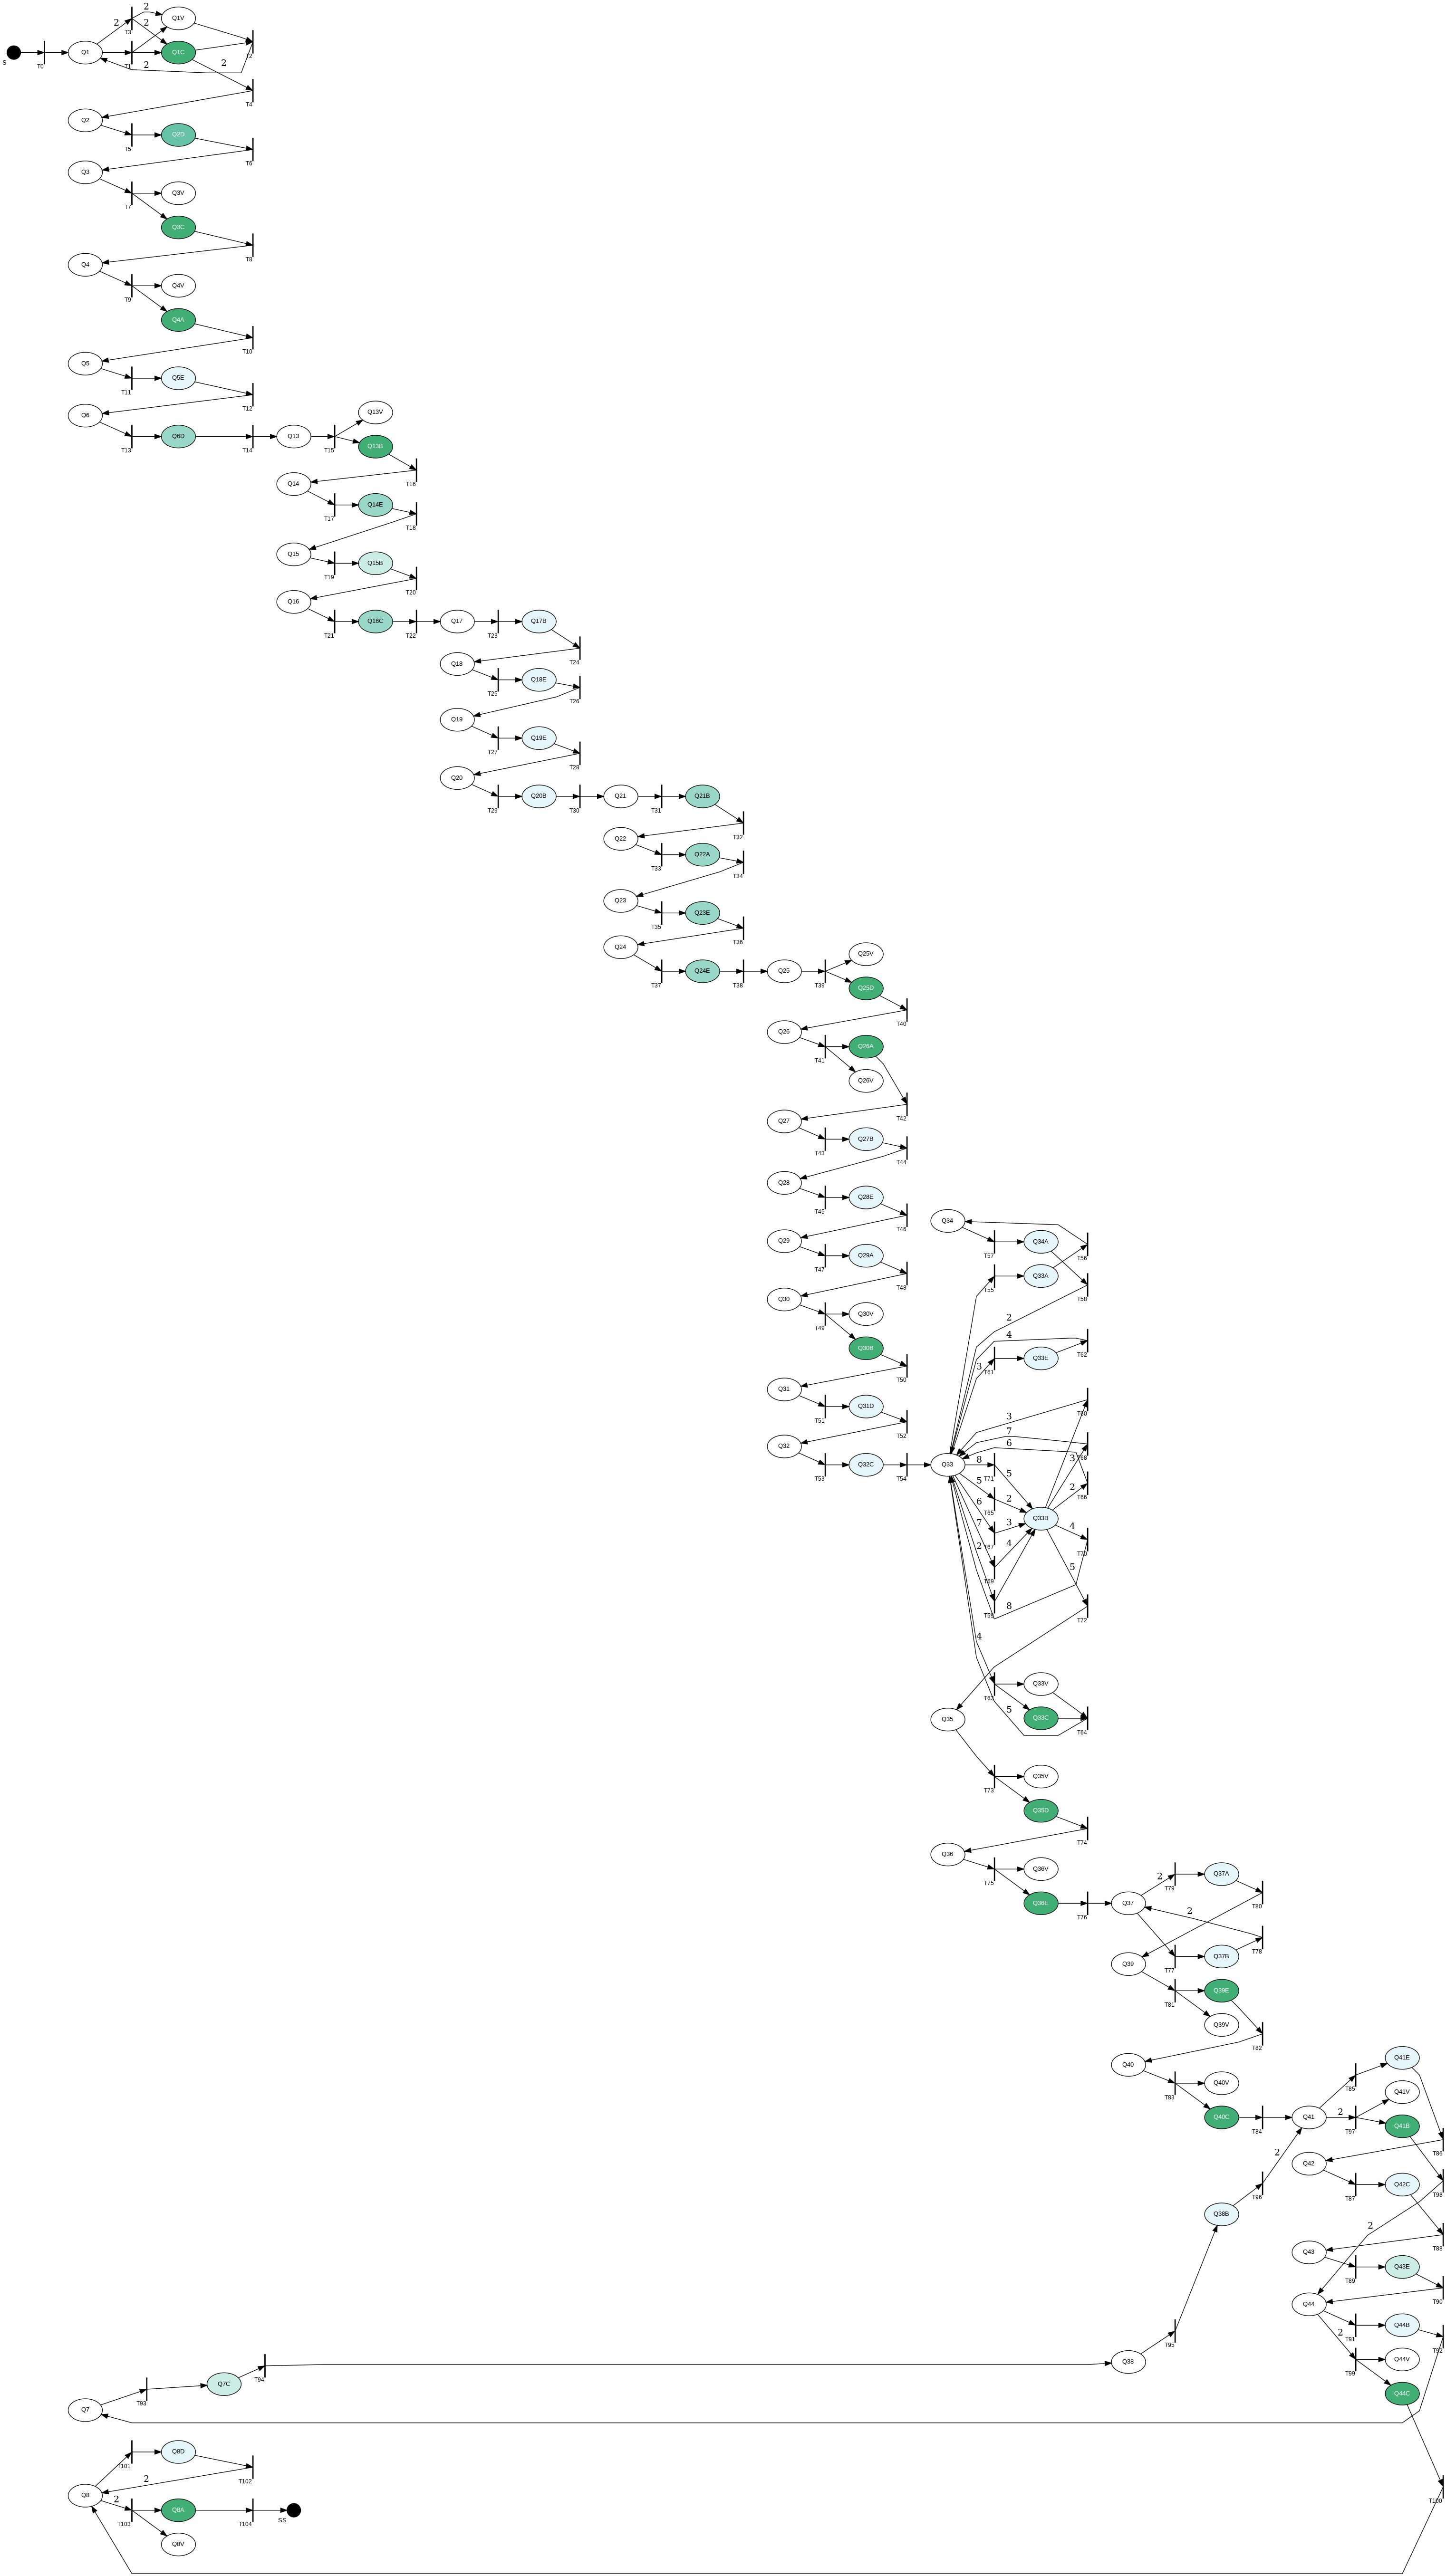 2 Q1V
2 2
T3
S T0 Q1 T1 Q1C T2
2 2
T4
Q2
T5 Q2D
T6
Q3
T7 Q3V
Q3C
T8
Q4
T9 Q4V
Q4A
T10
Q5
T11 Q5E
T12
Q6
T13 Q6D T14 Q13 T15 Q13V
Q13B
T16
Q14
T17 Q14E
T18
Q15
T19 Q15B
T20
Q16
T21 Q16C T22 Q17 T23 Q17B
T24
Q18
T25 Q18E
T26
Q19
T27 Q19E
T28
Q20
T29 Q20B T30 Q21 T31 Q21B
T32
Q22
T33 Q22A
T34
Q23
T35 Q23E
T36
Q24
T37 Q24E T38 Q25 T39 Q25V
Q25D
T40
Q26
T41 Q26A
Q26V
T42
Q27
T43 Q27B
T44
Q28
T45 Q28E
T46
Q29
T47 Q29A
T48
Q30
T49 Q30V
Q30B
T50
Q31
T51 Q31D
T52
Q32
T53 Q32C T54 Q33
Q34
T57 Q34A T56
T55 Q33A
T58
2
4
T62
3 T61 Q33E
T60
3
7
6 3 T68
8 5
T71
5 2 2 T66
T65
6
7 3 Q33B 4
T67
2 4 T70
T69 5
T59 8
T72
4
T63 Q33V
5 Q33C T64
Q35
T73 Q35V
Q35D
T74
Q36
T75 Q36V
Q36E T76 Q37
2 T79 Q37A
T80
2
T78
T77 Q37B
Q39
T81 Q39E
Q39V
T82
Q40
T83 Q40V
Q40C T84 Q41
T85 Q41E
Q41V
2 T97 Q41B
T86
Q42
T87 Q42C T98
2
T96
Q38B
2
T88
Q43
T89 Q43E
T90
Q44
T91 Q44B
T92
2
T99 Q44V
Q44C
T95
Q38
T94
Q7C
T93
Q7
T101 Q8D
T102
2
Q8 2
T100
T103 Q8A T104 SS
Q8V